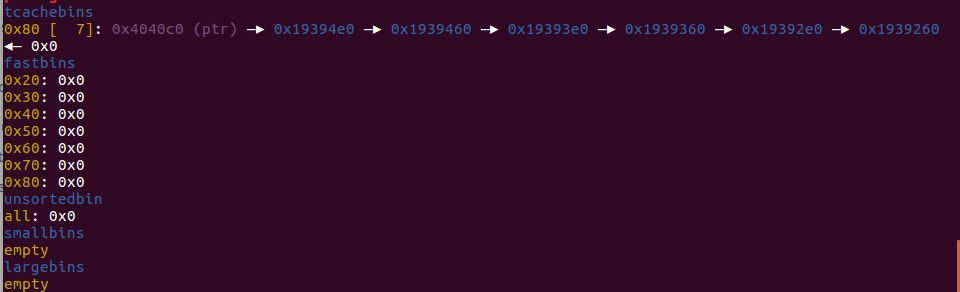 tcachebins
0x80 [  7]: 0x4040c0 (ptr) —▸ 0x19394e0 —▸ 0x1939460 —▸ 0x19393e0 —▸ 0x1939360 —▸ 0x19392e0 —▸ 0x1939260
◂— 0x0
fastbins
0x20: 0x0
0x30: 0x0
0x40: 0x0
0x50: 0x0
0x60: 0x0
0x70: 0x0
0x80: 0x0
unsortedbin
all: 0x0
smallbins
empty
largebins
empty